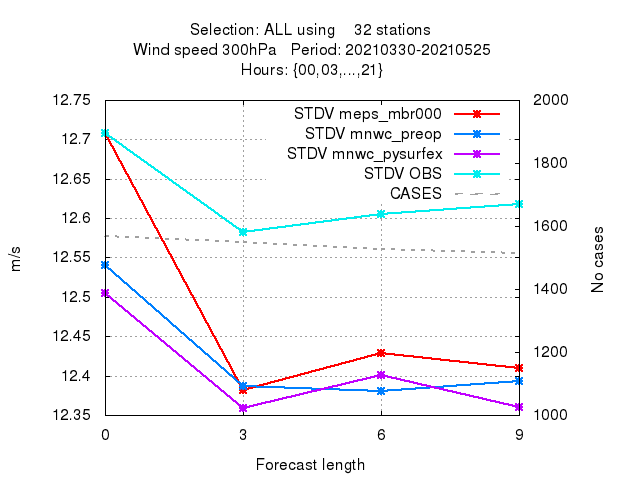 Selection: ALL using 32 stations
Wind speed 300hPa Period: 20210330-20210525
Hours: {00,03,...,21}
12.75
12.7
12.65
12.6
12.55
12.5
12.45
12.4
12.35
2000
1800
1600
1400
1200
1000
STDV meps_mbr000
STDV mnwc_preop
STDV mnwc_pysurfex
STDV OBS
CASES
m/s
No cases
0 3 6 9
Forecast length